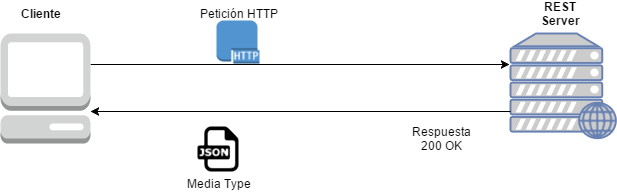 Cliente
Petición HTTP
HTTP
REST
Server
Respuesta
200 OK
JSON
Media Type